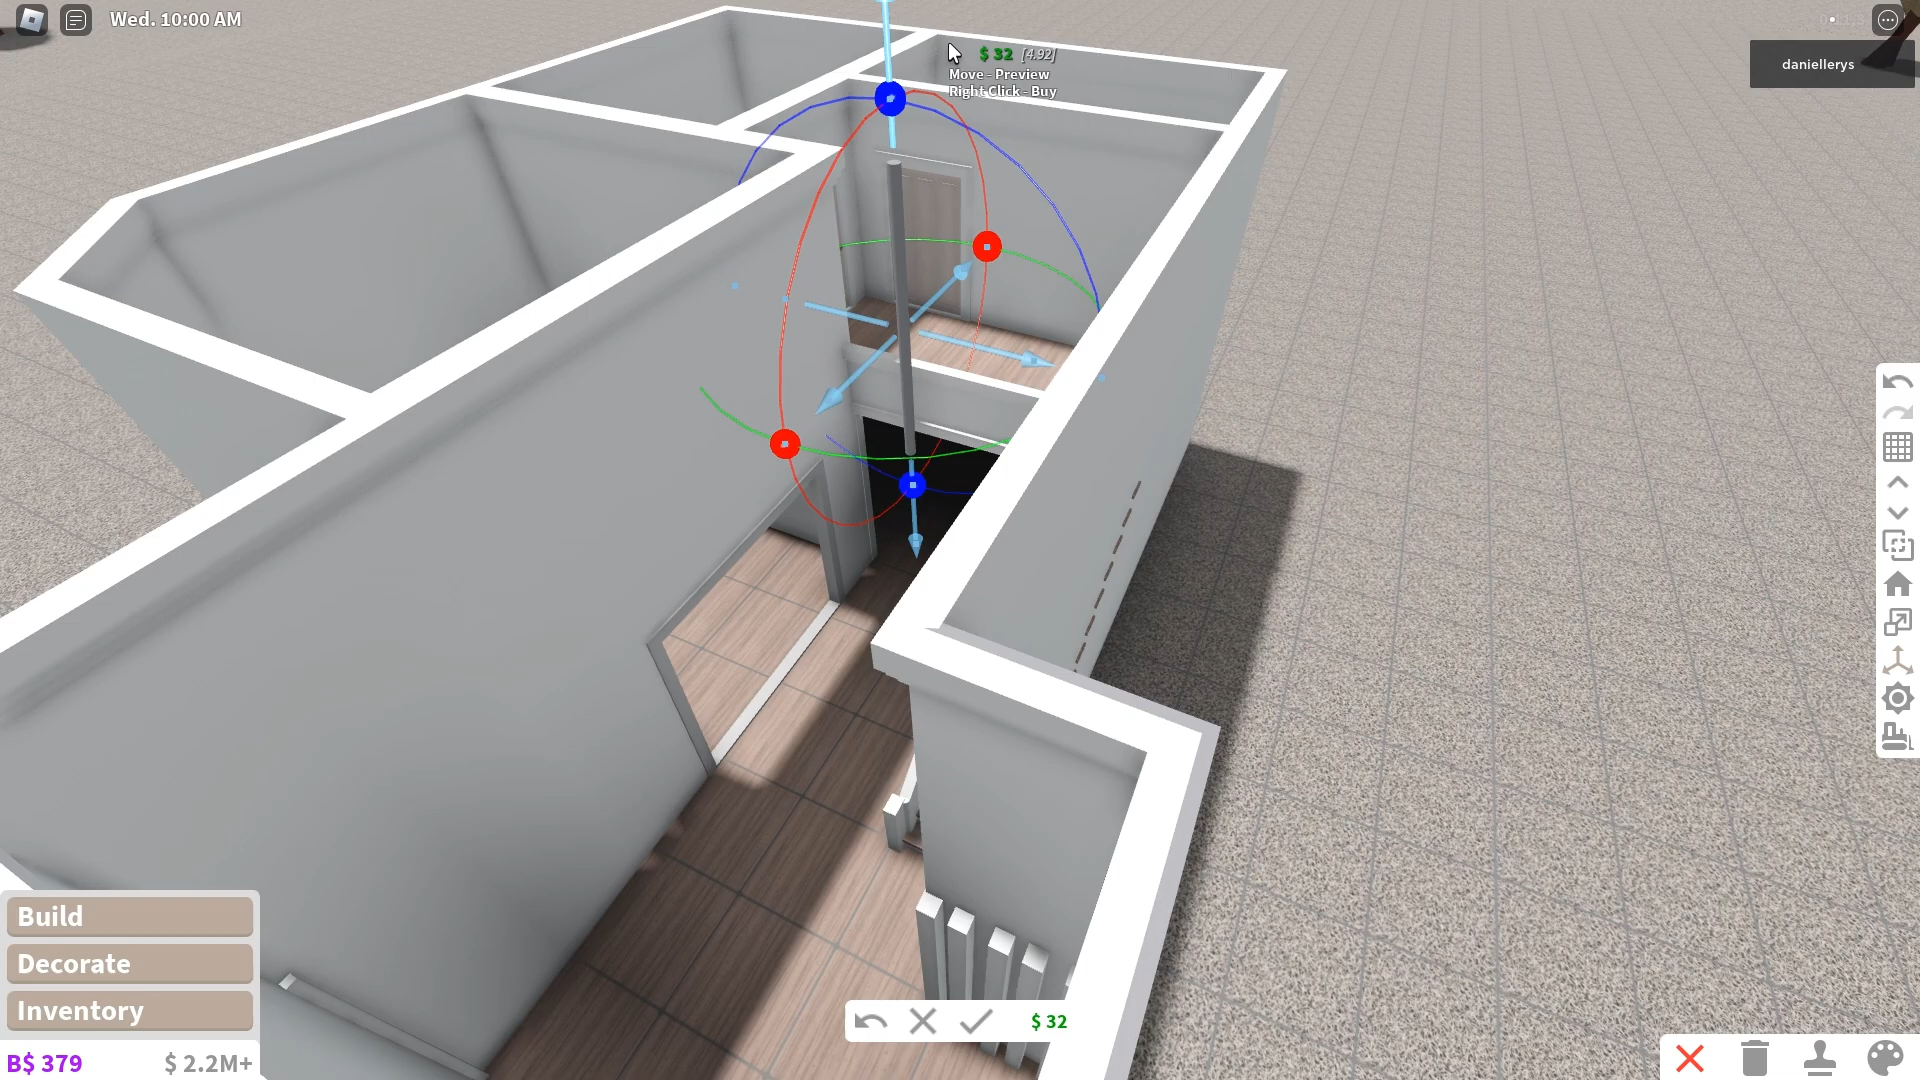 Wed. 10:00 AM
$ 32 [4.92]
Move - Preview
Right Click - Buy
daniellerys
Build
Decorate
Inventory
B$ 379
$ 2.2M+
$ 32